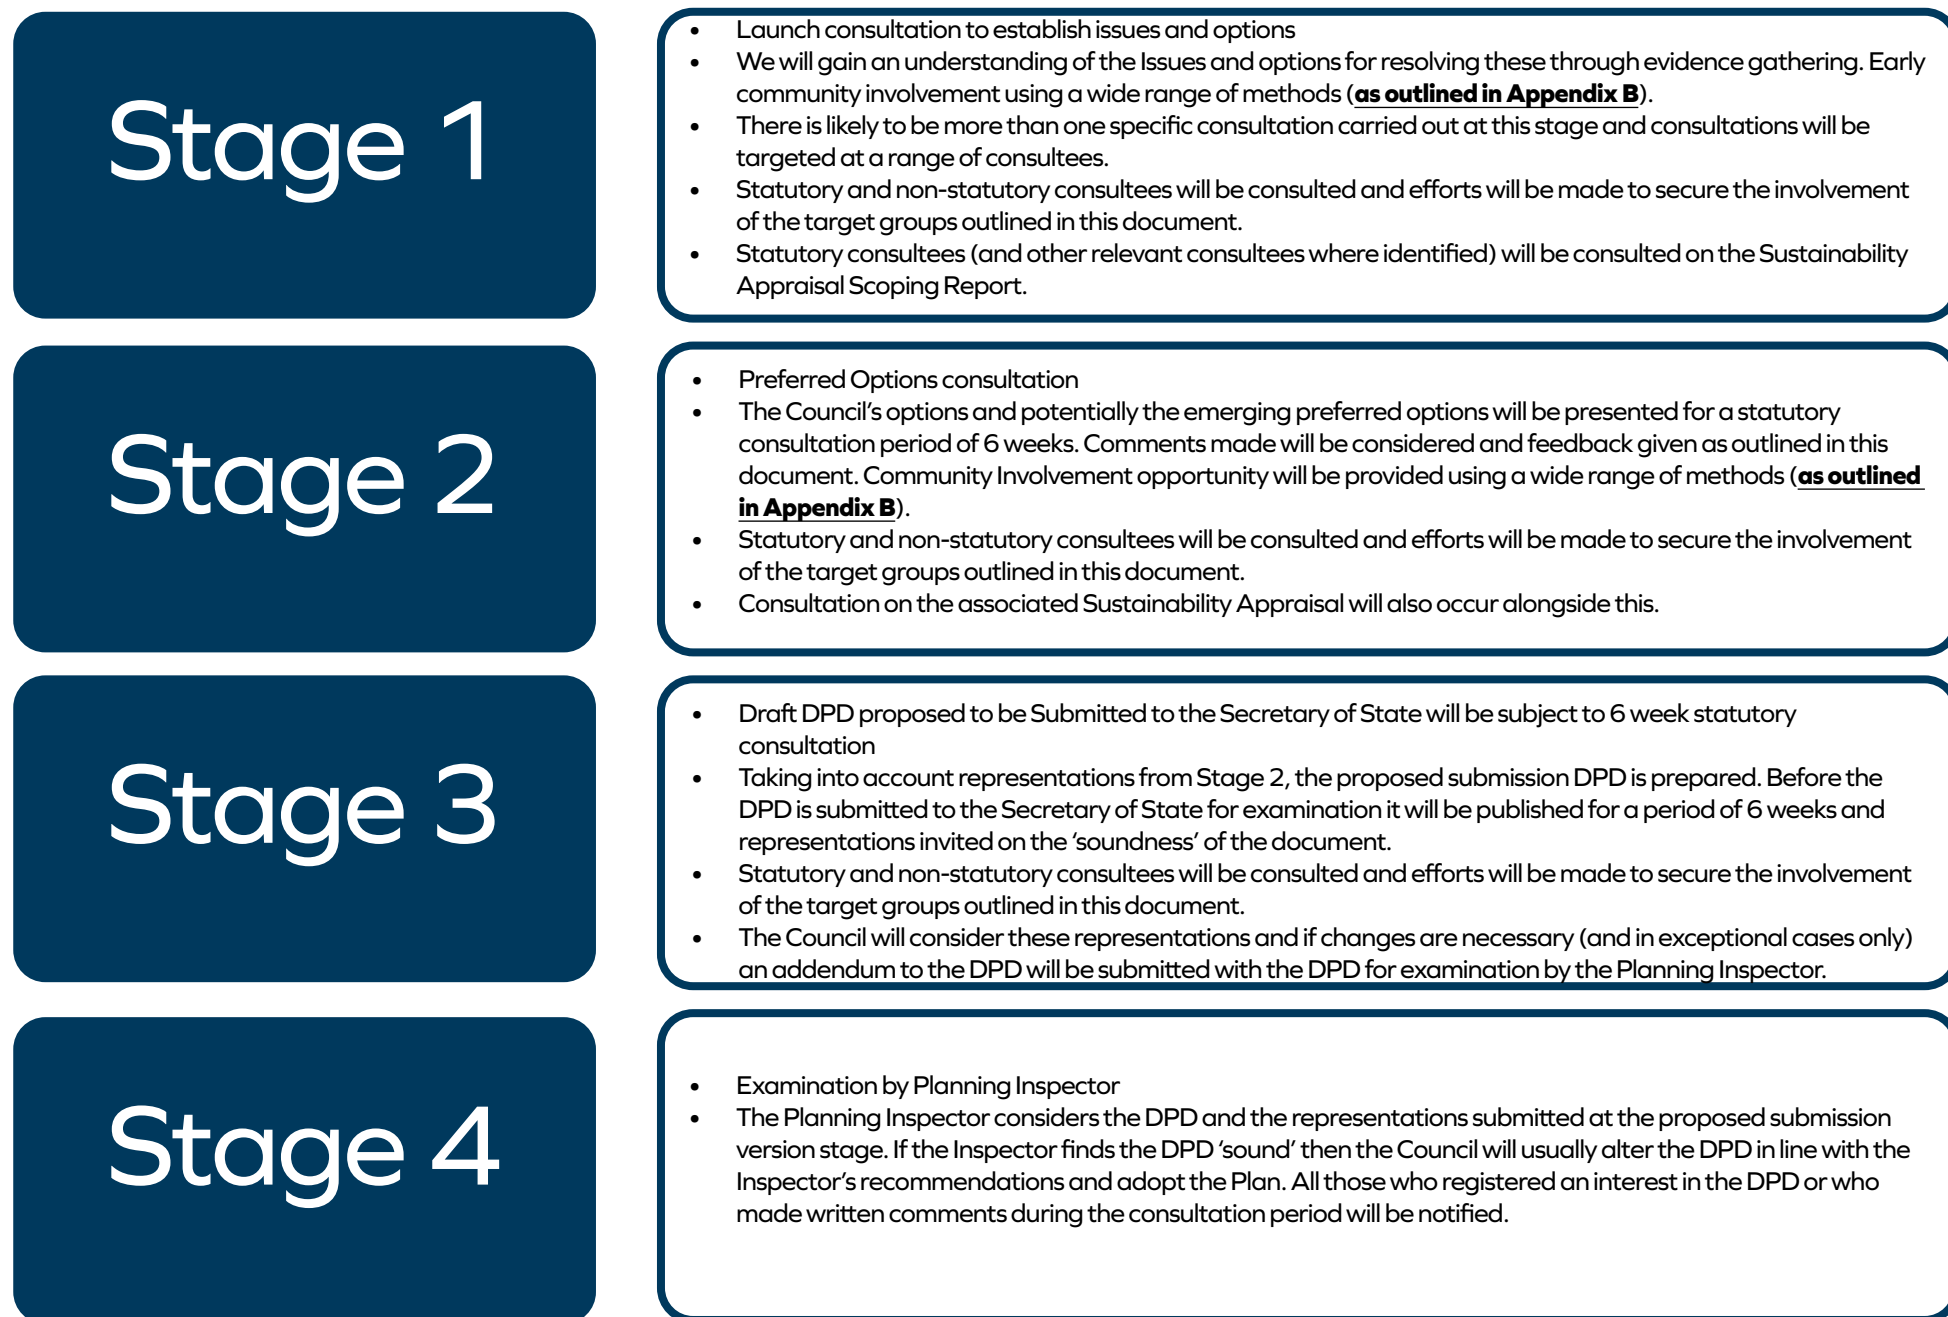 Stage 1
• Launch consultation to establish issues and options
• We will gain an understanding of the Issues and options for resolving these through evidence gathering. Early
community involvement using a wide range of methods (as outlined in Appendix B).
• There is likely to be more than one specific consultation carried out at this stage and consultations will be
targeted at a range of consultees.
• Statutory and non-statutory consultees will be consulted and efforts will be made to secure the involvement
of the target groups outlined in this document.
• Statutory consultees (and other relevant consultees where identified) will be consulted on the Sustainability
Appraisal Scoping Report.
Stage 2
• Preferred Options consultation
• The Council’s options and potentially the emerging preferred options will be presented for a statutory
consultation period of 6 weeks. Comments made will be considered and feedback given as outlined in this
document. Community Involvement opportunity will be provided using a wide range of methods (as outlined
in Appendix B).
• Statutory and non-statutory consultees will be consulted and efforts will be made to secure the involvement
of the target groups outlined in this document.
• Consultation on the associated Sustainability Appraisal will also occur alongside this.
Stage 3
• Draft DPD proposed to be Submitted to the Secretary of State will be subject to 6 week statutory
consultation
• Taking into account representations from Stage 2, the proposed submission DPD is prepared. Before the
DPD is submitted to the Secretary of State for examination it will be published for a period of 6 weeks and
representations invited on the ‘soundness’ of the document.
• Statutory and non-statutory consultees will be consulted and efforts will be made to secure the involvement
of the target groups outlined in this document.
• The Council will consider these representations and if changes are necessary (and in exceptional cases only)
an addendum to the DPD will be submitted with the DPD for examination by the Planning Inspector.
Stage 4
• Examination by Planning Inspector
• The Planning Inspector considers the DPD and the representations submitted at the proposed submission
version stage. If the Inspector finds the DPD ‘sound’ then the Council will usually alter the DPD in line with the
Inspector’s recommendations and adopt the Plan. All those who registered an interest in the DPD or who
made written comments during the consultation period will be notified.